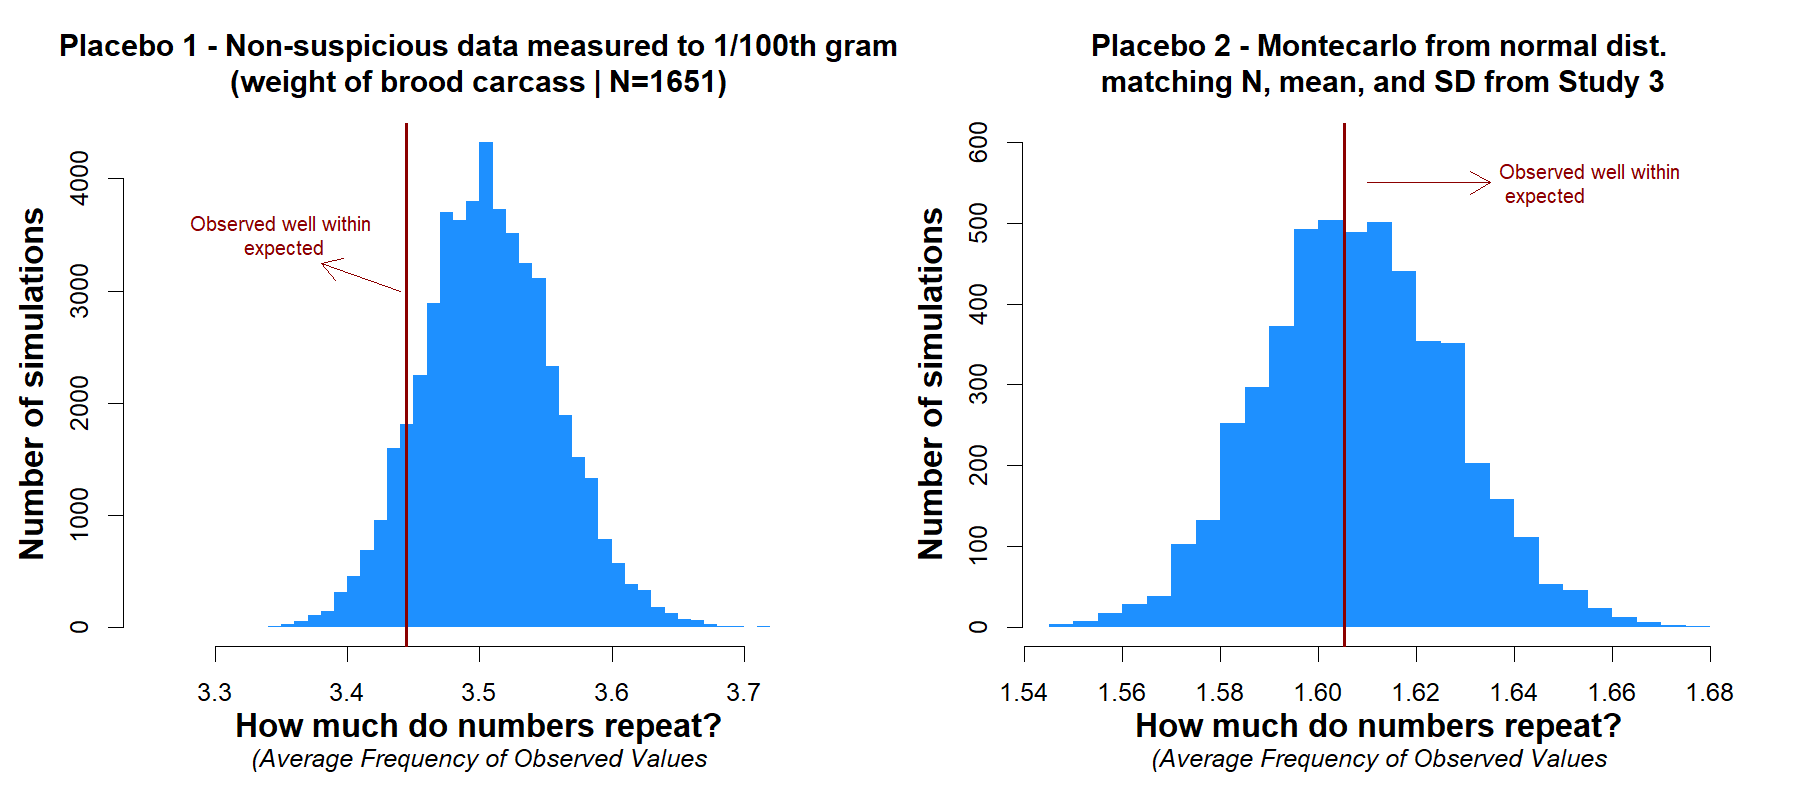 Placebo 1 - Non-suspicious data measured to 1/100th gram
(weight of brood carcass | N=1651)
Number of simulations
4000
3000
2000
1000
0
Observed well within
expected
3.3 3.4 3.5 3.6 3.7
How much do numbers repeat?
(Average Frequency of Observed Values
Placebo 2 - Montecarlo from normal dist.
matching N, mean, and SD from Study 3
Number of simulations
600
500
400
300
200
100
0
Observed well within
expected
1.54 1.56 1.58 1.60 1.62 1.64 1.66 1.68
How much do numbers repeat?
(Average Frequency of Observed Values